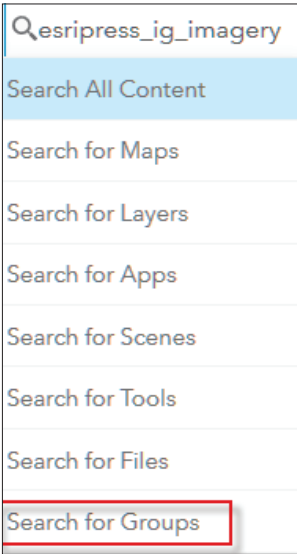 esripress_ig_imagery
Search All Content
Search for Maps
Search for Layers
Search for Apps
Search for Scenes
Search for Tools
Search for Files
Search for Groups